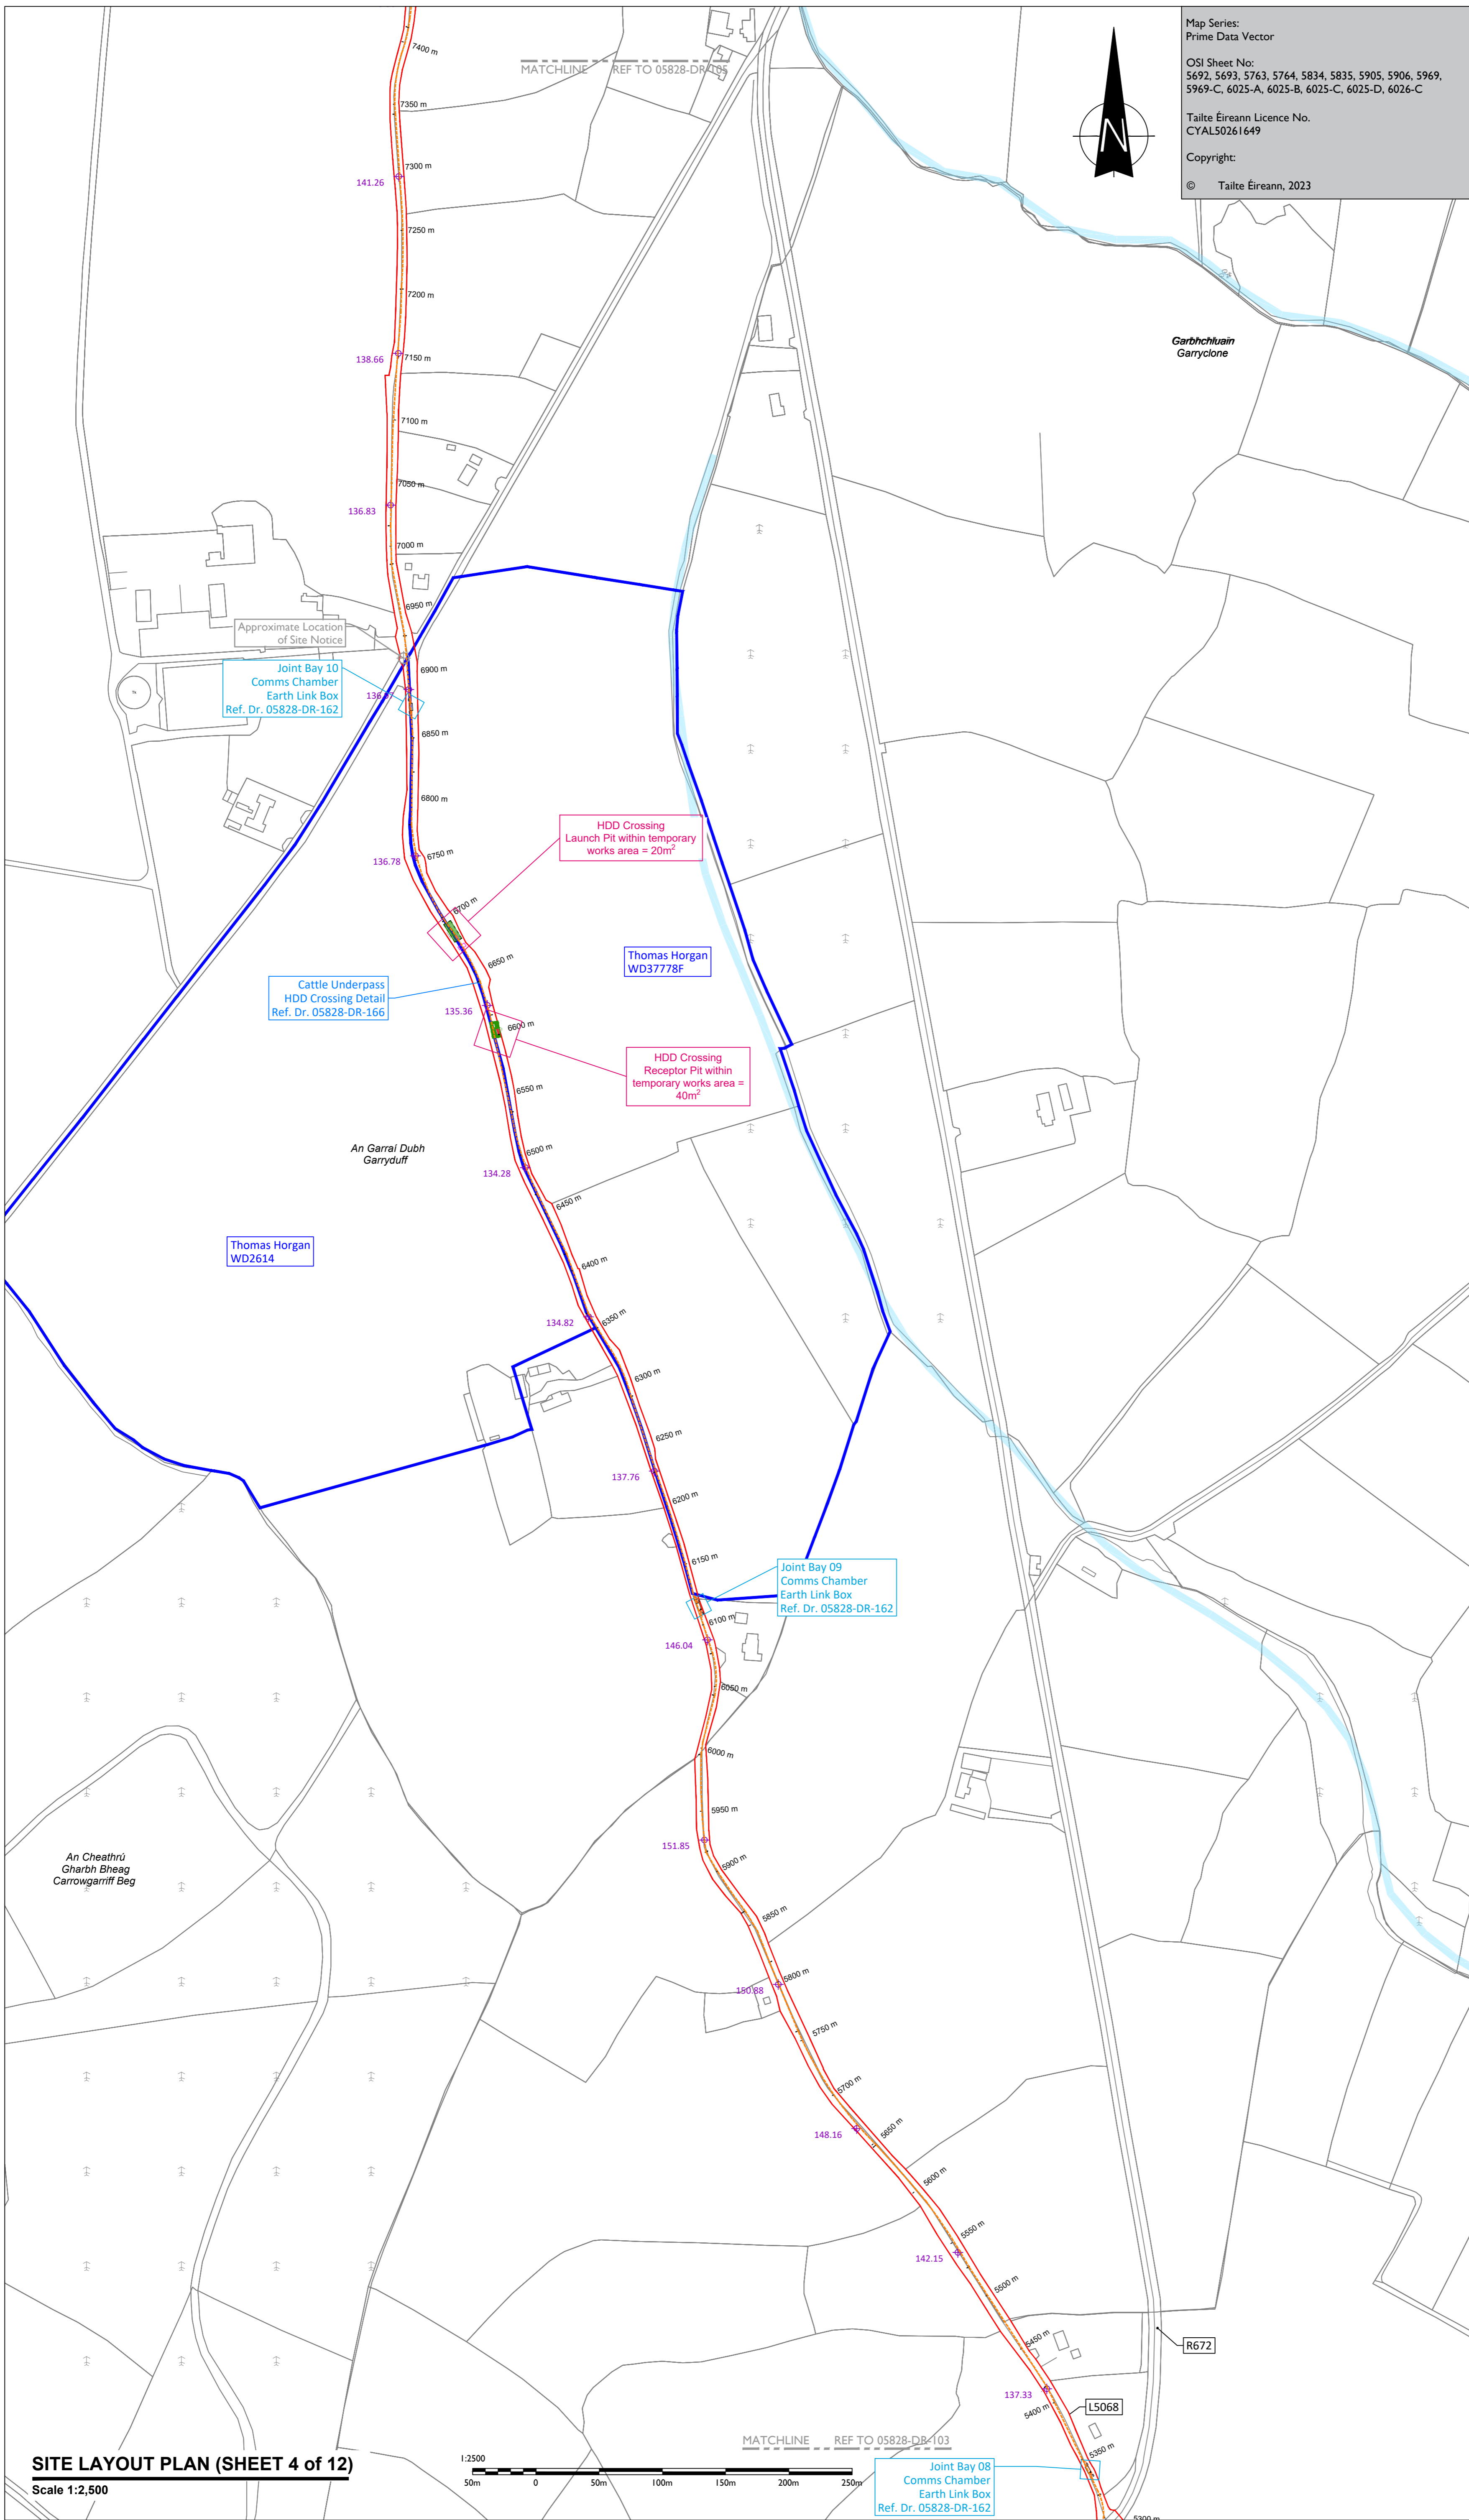 Map Series:
Prime Data Vector
OSI Sheet No:
5692, 5693, 5763, 5764, 5834, 5835, 5905, 5906, 5969,
5969-C, 6025-A, 6025-B, 6025-C, 6025-D, 6026-C
Tailte Éireann Licence No.
CYAL50261649
Copyright:
© Tailte Éireann, 2023
N
MATCHLINE REF TO 05828-DR-105
7400 m
7350 m
7300 m
141.26
7250 m
7200 m
Garbhchluain
Garryclone
7150 m
138.66
7100 m
7050 m
136.83
7000 m
6950 m
Approximate Location
of Site Notice
6900 m
Joint Bay 10
Comms Chamber
Earth Link Box
Ref. Dr. 05828-DR-162
6850 m
6800 m
HDD Crossing
Launch Pit within temporary
works area = 20m²
6750 m
136.78
6700 m
Thomas Horgan
WD37778F
6650 m
Cattle Underpass
HDD Crossing Detail
Ref. Dr. 05828-DR-166
135.36
6600 m
HDD Crossing
Receptor Pit within
temporary works area =
40m²
6550 m
An Garraí Dubh
Garryduff
6500 m
134.28
6450 m
Thomas Horgan
WD2614
6400 m
6350 m
134.82
6300 m
6250 m
137.76
6200 m
6150 m
Joint Bay 09
Comms Chamber
Earth Link Box
Ref. Dr. 05828-DR-162
6100 m
146.04
6050 m
6000 m
5950 m
151.85
An Cheathrú
Gharbh Bheag
Carrowgarriff Beg
5900 m
5850 m
5800 m
150.88
5750 m
5700 m
148.16
5650 m
5600 m
5550 m
142.15
5500 m
5450 m
R672
137.33
5400 m
L5068
MATCHLINE REF TO 05828-DR-103
5350 m
Joint Bay 08
Comms Chamber
Earth Link Box
Ref. Dr. 05828-DR-162
5300 m
SITE LAYOUT PLAN (SHEET 4 of 12)
Scale 1:2,500
1:2500
50m 0 50m 100m 150m 200m 250m